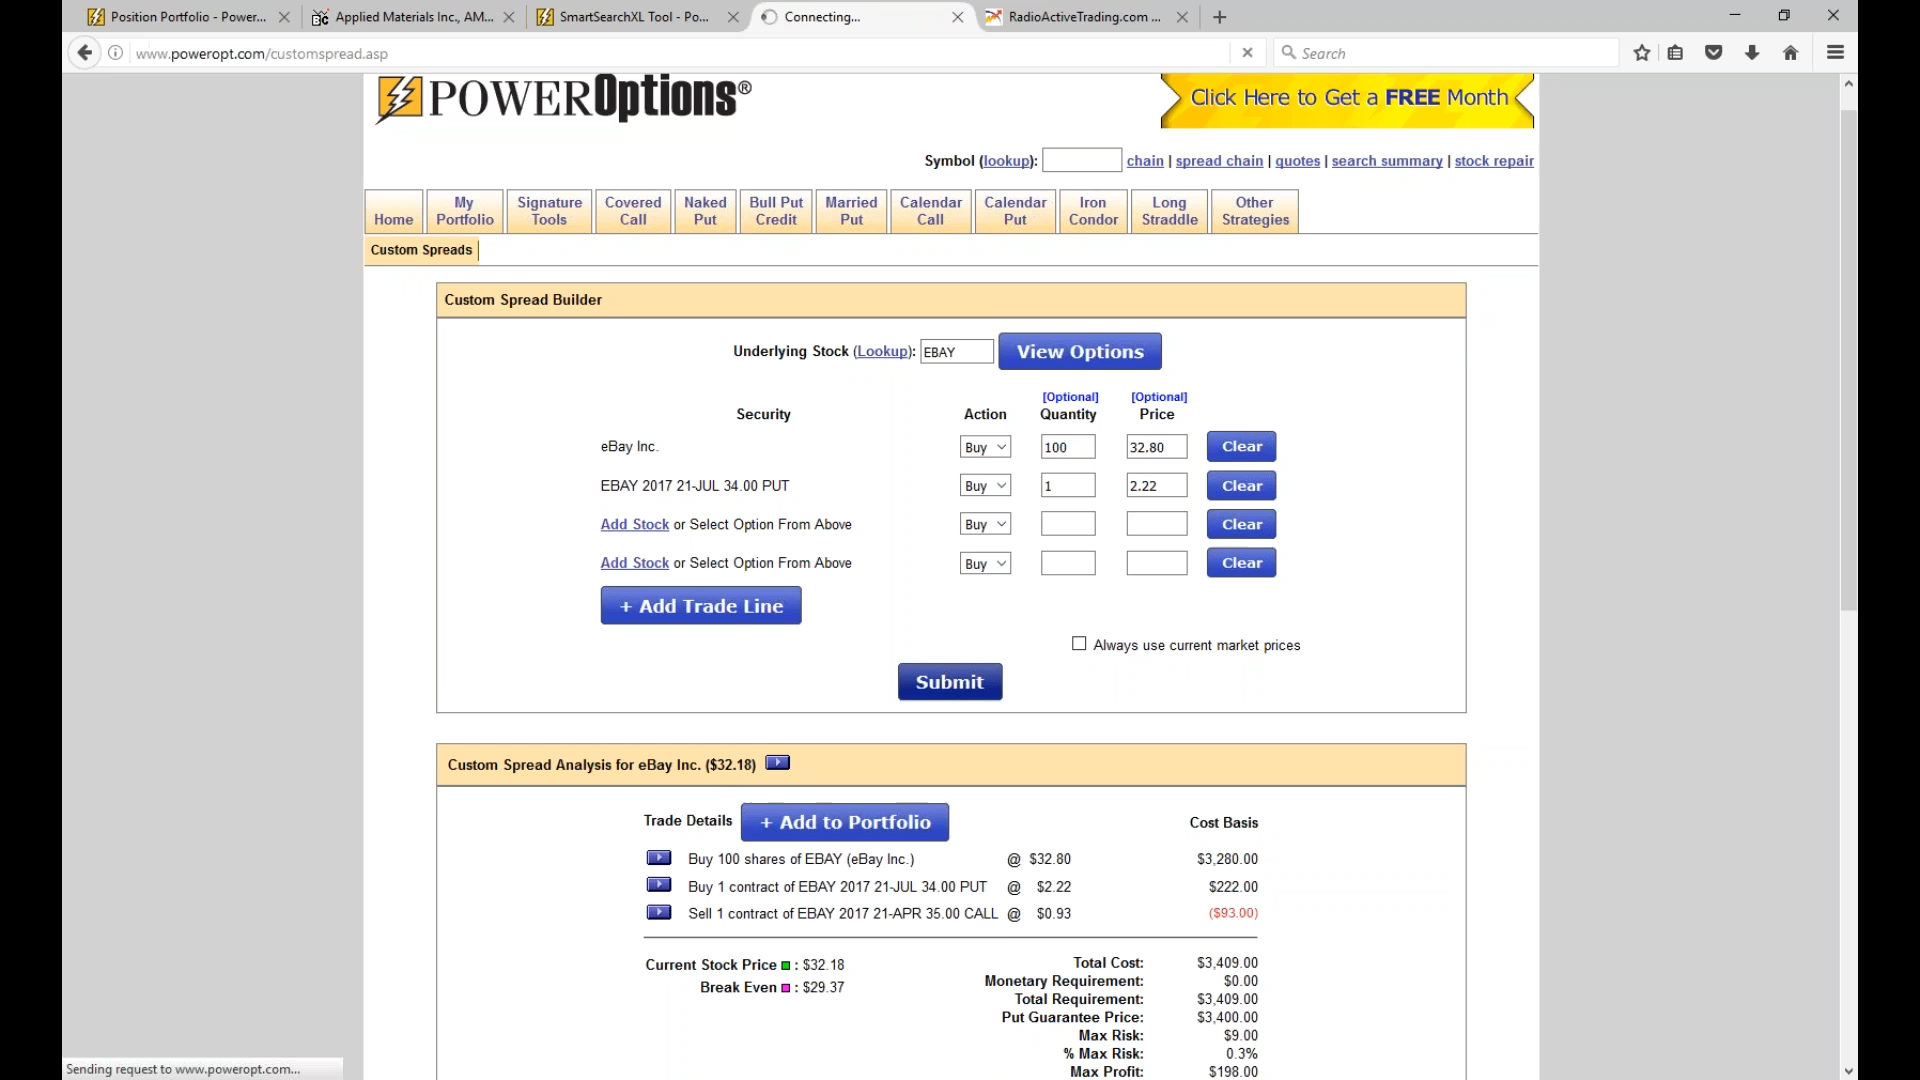 Position Portfolio - Power...
Applied Materials Inc., AM...
SmartSearchXL Tool - Po...
Connecting...
RadioActiveTrading.com ...
www.poweropt.com/customspread.asp
Search
POWEROptions®
Click Here to Get a FREE Month
Symbol (lookup): chain | spread chain | quotes | search summary | stock repair
Home
My Portfolio
Signature Tools
Covered Call
Naked Put
Bull Put Credit
Married Put
Calendar Call
Calendar Put
Iron Condor
Long Straddle
Other Strategies
Custom Spreads
Custom Spread Builder
Underlying Stock (Lookup): EBAY View Options
[Optional] [Optional]
Security Action Quantity Price
eBay Inc. Buy 100 32.80 Clear
EBAY 2017 21-JUL 34.00 PUT Buy 1 2.22 Clear
Add Stock or Select Option From Above Buy Clear
Add Stock or Select Option From Above Buy Clear
+ Add Trade Line
Always use current market prices
Submit
Custom Spread Analysis for eBay Inc. ($32.18)
Trade Details + Add to Portfolio Cost Basis
Buy 100 shares of EBAY (eBay Inc.) @ $32.80 $3,280.00
Buy 1 contract of EBAY 2017 21-JUL 34.00 PUT @ $2.22 $222.00
Sell 1 contract of EBAY 2017 21-APR 35.00 CALL @ $0.93 ($93.00)
Current Stock Price : $32.18
Break Even : $29.37
Total Cost: $3,409.00
Monetary Requirement: $0.00
Total Requirement: $3,409.00
Put Guarantee Price: $3,400.00
Max Risk: $9.00
% Max Risk: 0.3%
Max Profit: $198.00
Sending request to www.poweropt.com...